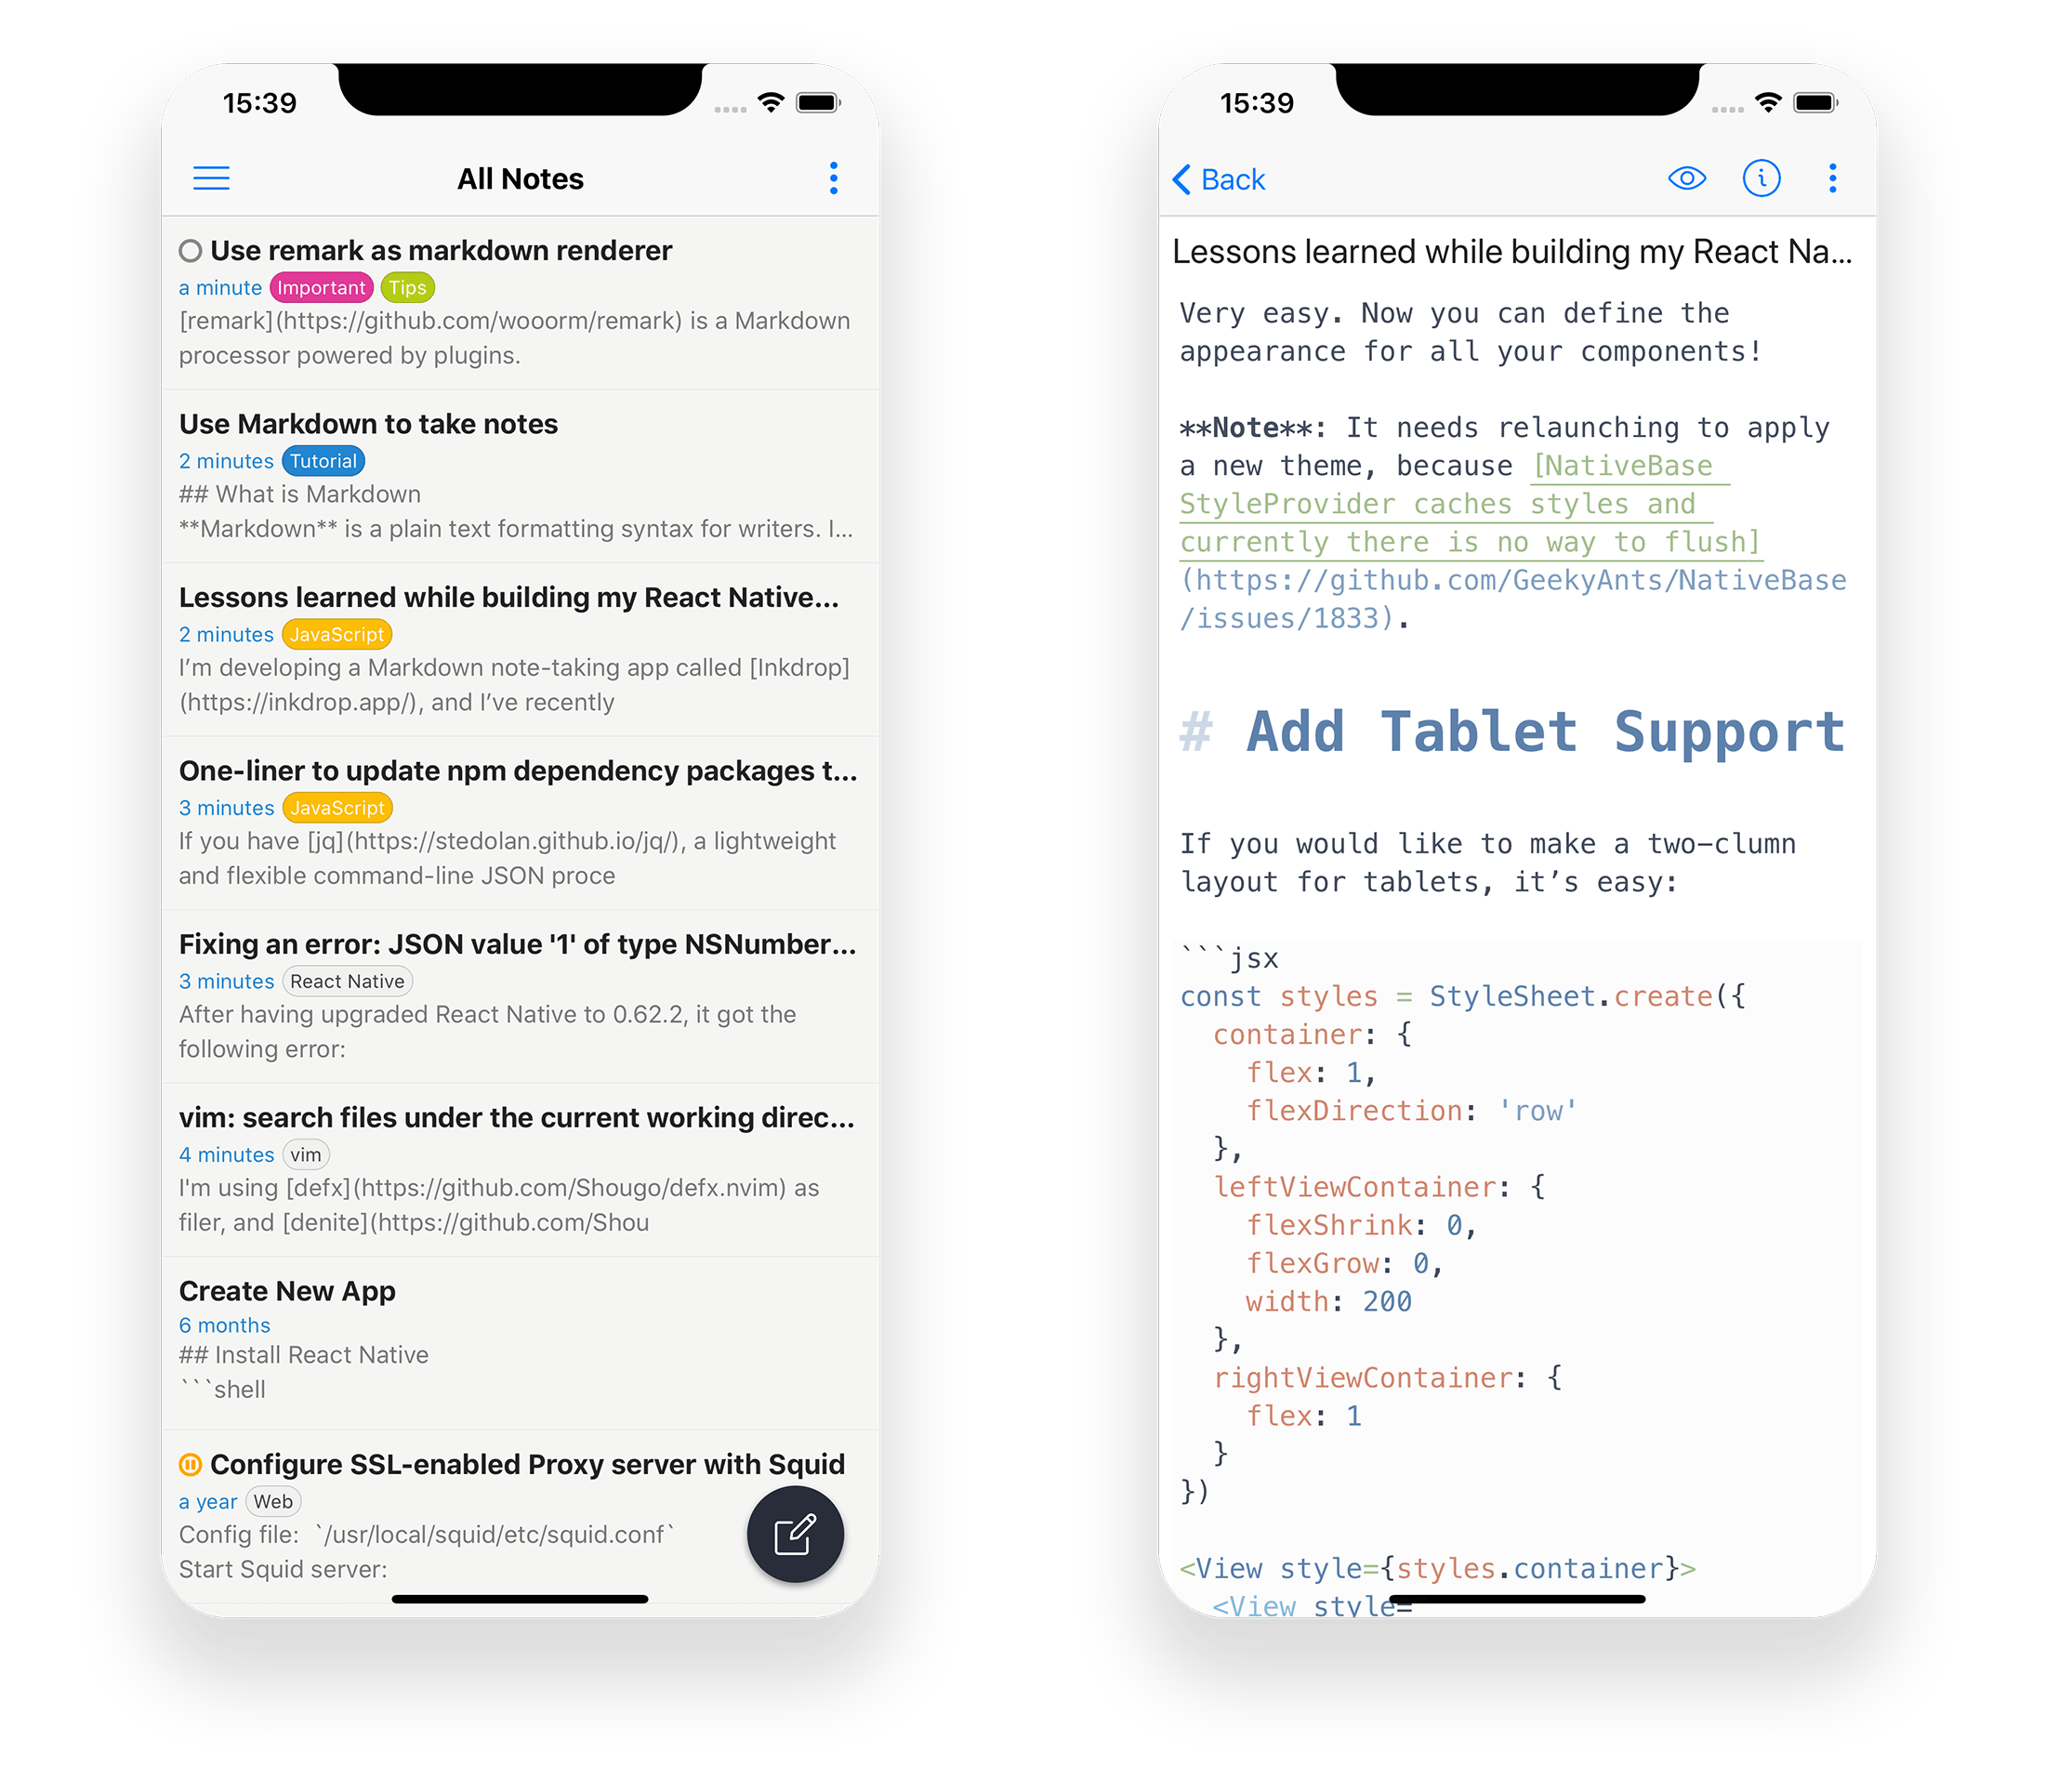 15:39
All Notes
Use remark as markdown renderer
a minute Important Tips
[remark](https://github.com/wooorm/remark) is a Markdown
processor powered by plugins.
Use Markdown to take notes
2 minutes Tutorial
## What is Markdown
**Markdown** is a plain text formatting syntax for writers. I...
Lessons learned while building my React Native...
2 minutes JavaScript
I’m developing a Markdown note-taking app called [Inkdrop]
(https://inkdrop.app/), and I’ve recently
One-liner to update npm dependency packages t...
3 minutes JavaScript
If you have [jq](https://stedolan.github.io/jq/), a lightweight
and flexible command-line JSON proce
Fixing an error: JSON value '1' of type NSNumber...
3 minutes React Native
After having upgraded React Native to 0.62.2, it got the
following error:
vim: search files under the current working direc...
4 minutes vim
I'm using [defx](https://github.com/Shougo/defx.nvim) as
filer, and [denite](https://github.com/Shou
Create New App
6 months
## Install React Native
```shell
Configure SSL-enabled Proxy server with Squid
a year Web
Config file: `/usr/local/squid/etc/squid.conf`
Start Squid server:
15:39
Back
Lessons learned while building my React Na...
Very easy. Now you can define the
appearance for all your components!
**Note**: It needs relaunching to apply
a new theme, because [NativeBase
StyleProvider caches styles and
currently there is no way to flush]
(https://github.com/GeekyAnts/NativeBase
/issues/1833).
# Add Tablet Support
If you would like to make a two-clumn
layout for tablets, it’s easy:
```jsx
const styles = StyleSheet.create({
  container: {
    flex: 1,
    flexDirection: 'row'
  },
  leftViewContainer: {
    flexShrink: 0,
    flexGrow: 0,
    width: 200
  },
  rightViewContainer: {
    flex: 1
  }
})
<View style={styles.container}>
  <View style=